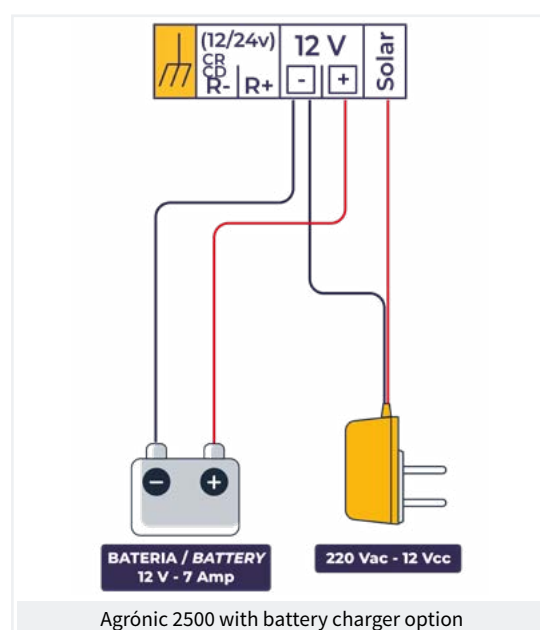 (12/24v)
CR
CD
R- R+
12 V
- +
Solar
- +
BATERIA / BATTERY
12 V - 7 Amp
220 Vac - 12 Vcc
Agrónic 2500 with battery charger option